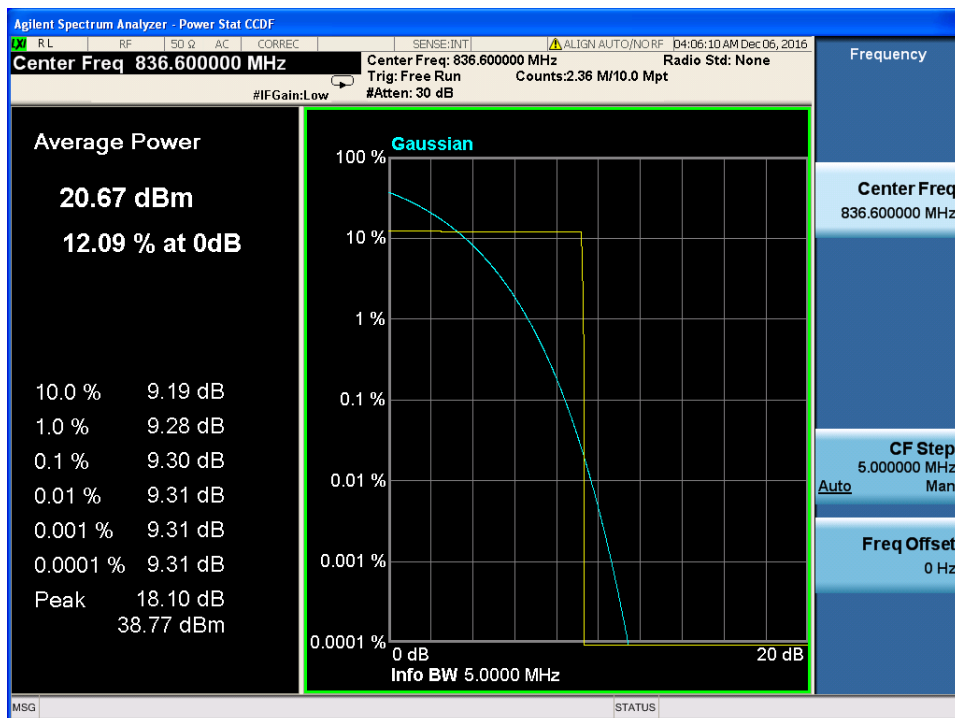 Agilent Spectrum Analyzer - Power Stat CCDF
LXI RL RF 50 Ω AC CORREC SENSE:INT ALIGN AUTO/NO RF 04:06:10 AM Dec 06, 2016
Center Freq 836.600000 MHz
#IFGain:Low
Center Freq: 836.600000 MHz Radio Std: None
Trig: Free Run Counts:2.36 M/10.0 Mpt
#Atten: 30 dB
Average Power
20.67 dBm
12.09 % at 0dB
10.0 % 9.19 dB
1.0 % 9.28 dB
0.1 % 9.30 dB
0.01 % 9.31 dB
0.001 % 9.31 dB
0.0001 % 9.31 dB
Peak 18.10 dB
38.77 dBm
Gaussian
100 %
10 %
1 %
0.1 %
0.01 %
0.001 %
0.0001 %
0 dB 20 dB
Info BW 5.0000 MHz
Frequency
Center Freq
836.600000 MHz
CF Step
5.000000 MHz
Auto Man
Freq Offset
0 Hz
MSG STATUS